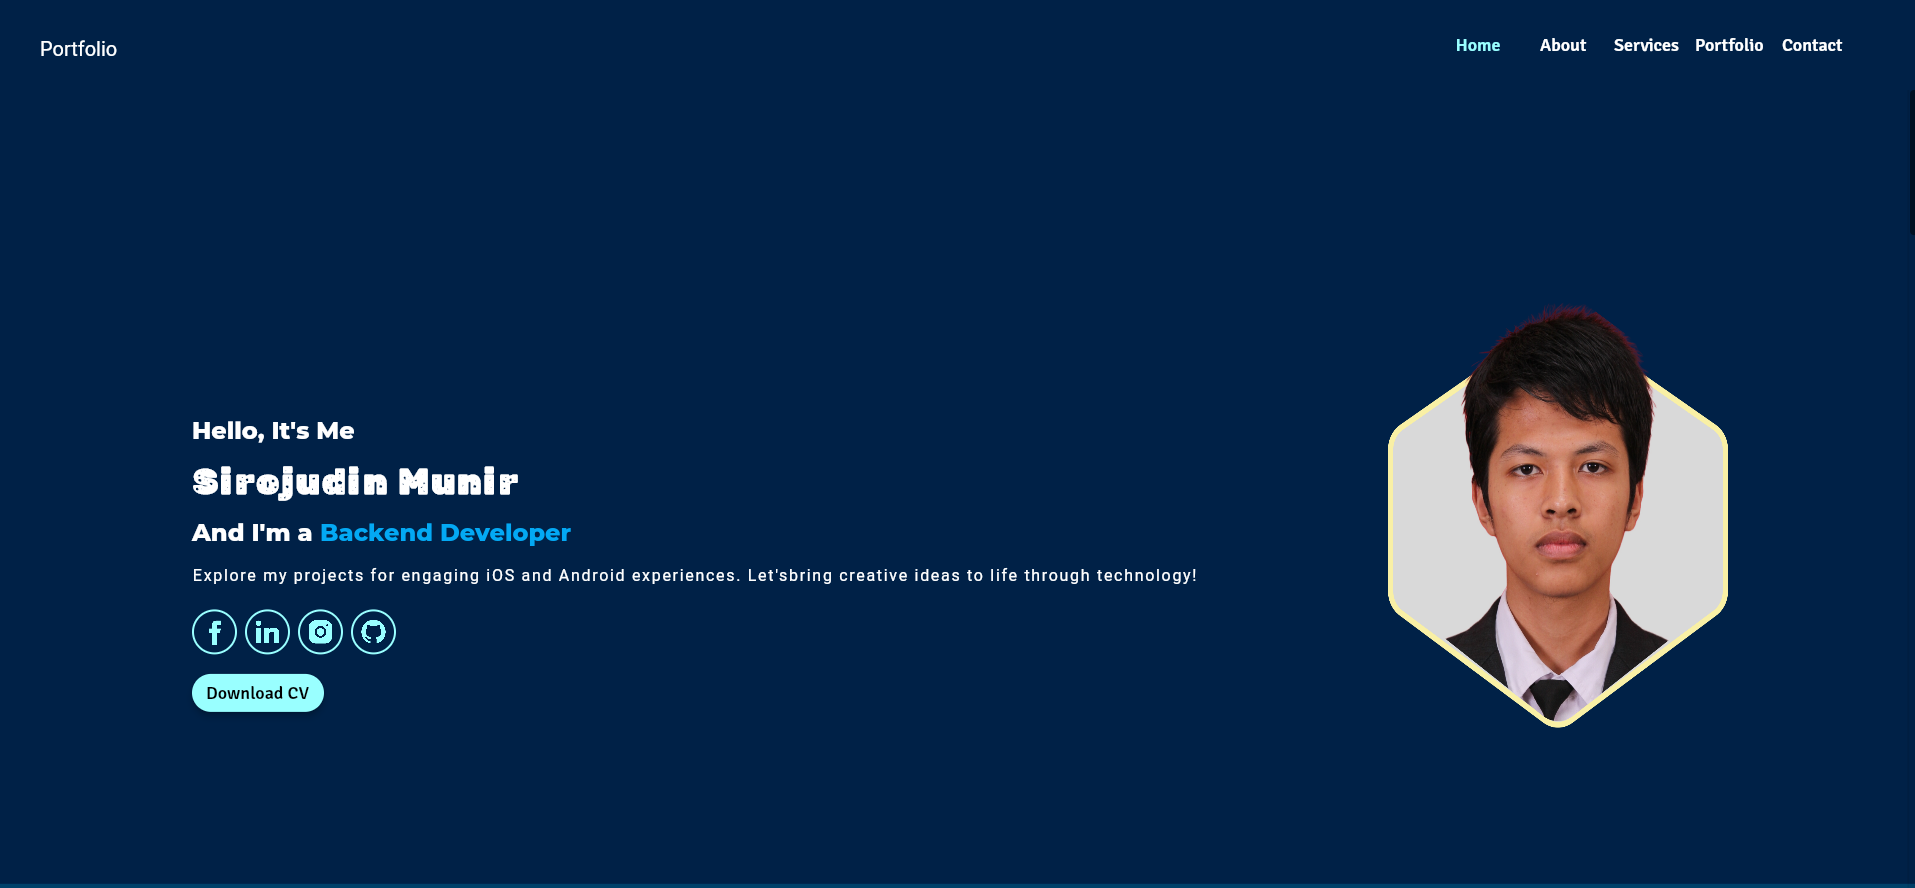 Portfolio
Home About Services Portfolio Contact
Hello, It's Me
Sirojudin Munir
And I'm a Backend Developer
Explore my projects for engaging iOS and Android experiences. Let'sbring creative ideas to life through technology!
Download CV